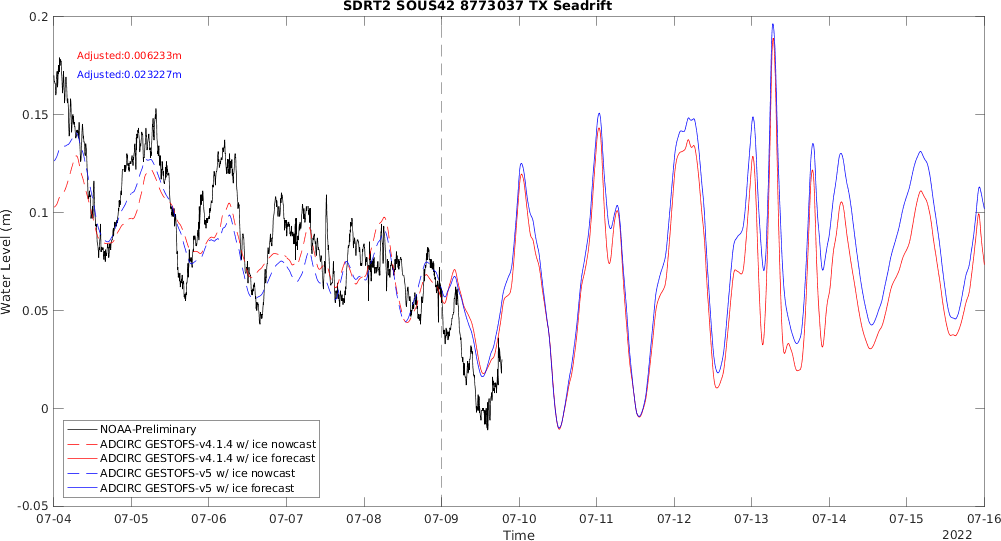 SDRT2 SOUS42 8773037 TX Seadrift
Adjusted:0.006233m
Adjusted:0.023227m
Water Level (m)
0.2
0.15
0.1
0.05
0
-0.05
NOAA-Preliminary
ADCIRC GESTOFS-v4.1.4 w/ ice nowcast
ADCIRC GESTOFS-v4.1.4 w/ ice forecast
ADCIRC GESTOFS-v5 w/ ice nowcast
ADCIRC GESTOFS-v5 w/ ice forecast
07-04 07-05 07-06 07-07 07-08 07-09 07-10 07-11 07-12 07-13 07-14 07-15 07-16
Time
2022